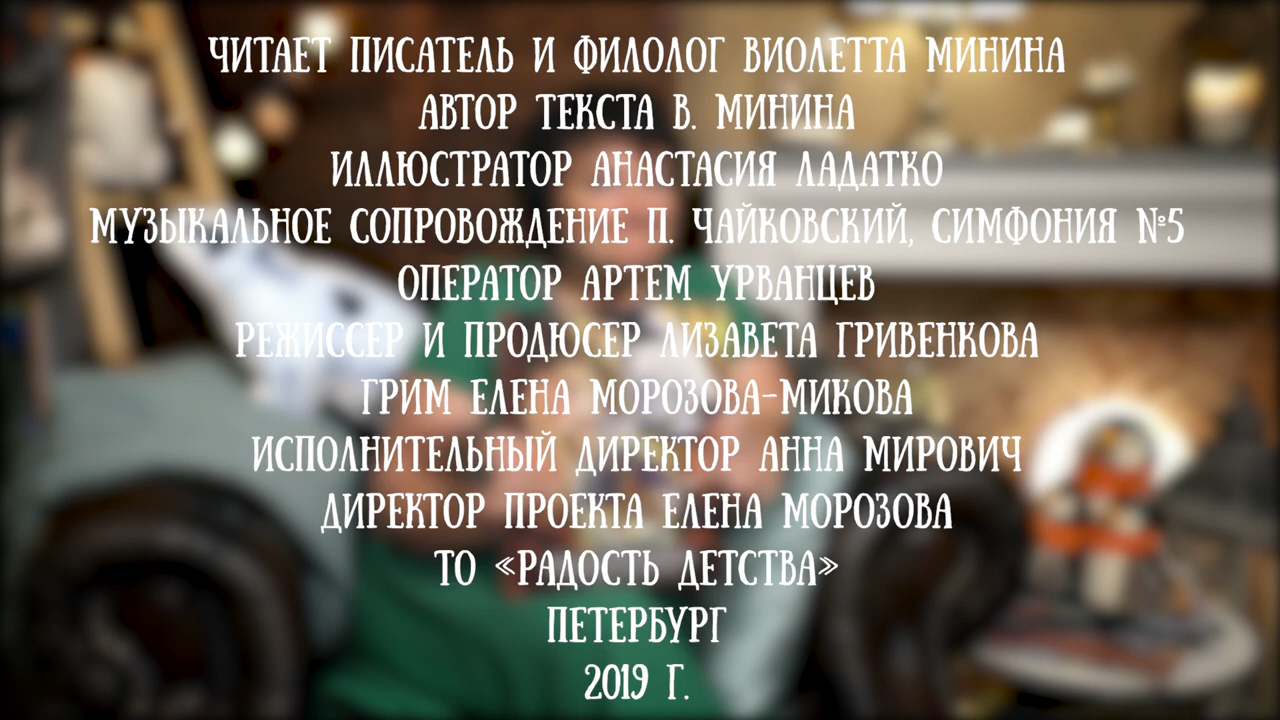 ЧИТАЕТ ПИСАТЕЛЬ И ФИЛОЛОГ ВИОЛЕТТА МИНИНА
АВТОР ТЕКСТА В. МИНИНА
ИЛЛЮСТРАТОР АНАСТАСИЯ ЛАДАТКО
МУЗЫКАЛЬНОЕ СОПРОВОЖДЕНИЕ П. ЧАЙКОВСКИЙ, СИМФОНИЯ №5
ОПЕРАТОР АРТЕМ УРВАНЦЕВ
РЕЖИССЕР И ПРОДЮСЕР ЛИЗАВЕТА ГРИВЕНКОВА
ГРИМ ЕЛЕНА МОРОЗОВА-МИКОВА
ИСПОЛНИТЕЛЬНЫЙ ДИРЕКТОР АННА МИРОВИЧ
ДИРЕКТОР ПРОЕКТА ЕЛЕНА МОРОЗОВА
ТО «РАДОСТЬ ДЕТСТВА»
ПЕТЕРБУРГ
2019 Г.